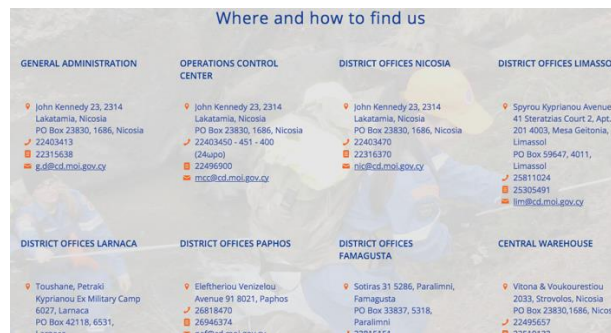 Where and how to find us
GENERAL ADMINISTRATION
John Kennedy 23, 2314
Lakatamia, Nicosia
PO Box 23830, 1686, Nicosia
22403413
22315638
g.d@cd.moi.gov.cy
OPERATIONS CONTROL
CENTER
John Kennedy 23, 2314
Lakatamia, Nicosia
PO Box 23830, 1686, Nicosia
22403450 - 451 - 400
(24ωρο)
22496900
mcc@cd.moi.gov.cy
DISTRICT OFFICES NICOSIA
John Kennedy 23, 2314
Lakatamia, Nicosia
PO Box 23830, 1686, Nicosia
22403470
22316370
nic@cd.moi.gov.cy
DISTRICT OFFICES LIMASSO
Spyrou Kyprianou Avenue
41 Steratzias Court 2, Apt.
201 4003, Mesa Geitonia,
Limassol
PO Box 59647, 4011,
Limassol
25811024
25305491
lim@cd.moi.gov.cy
DISTRICT OFFICES LARNACA
Toushane, Petraki
Kyprianou Ex Military Camp
6027, Larnaca
PO Box 42118, 6531,
DISTRICT OFFICES PAPHOS
Eleftheriou Venizelou
Avenue 91 8021, Paphos
26818470
26946374
DISTRICT OFFICES
FAMAGUSTA
Sotiras 31 5286, Paralimni,
Famagusta
PO Box 33837, 5318,
Paralimni
CENTRAL WAREHOUSE
Vitona & Voukourestiou
2033, Strovolos, Nicosia
PO Box 23830,1686, Nico
22495657